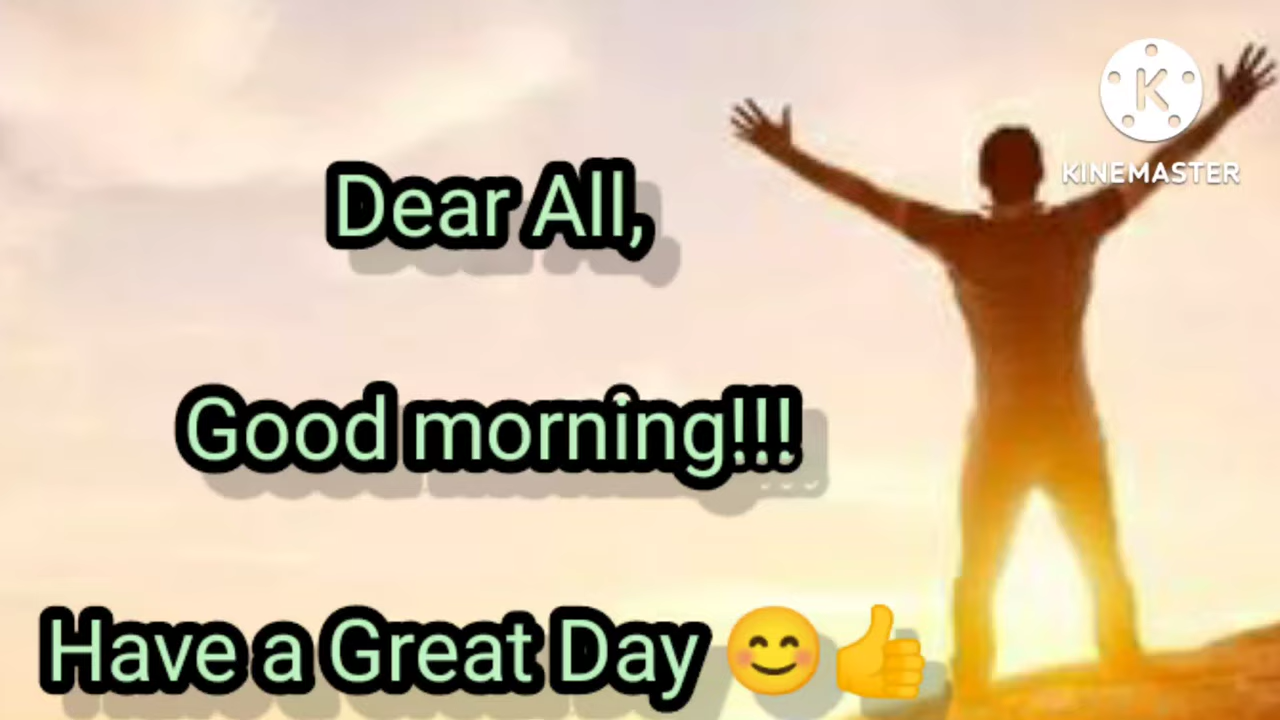 K
KINEMASTER
Dear All,
Good morning!!!
Have a Great Day 😊👍